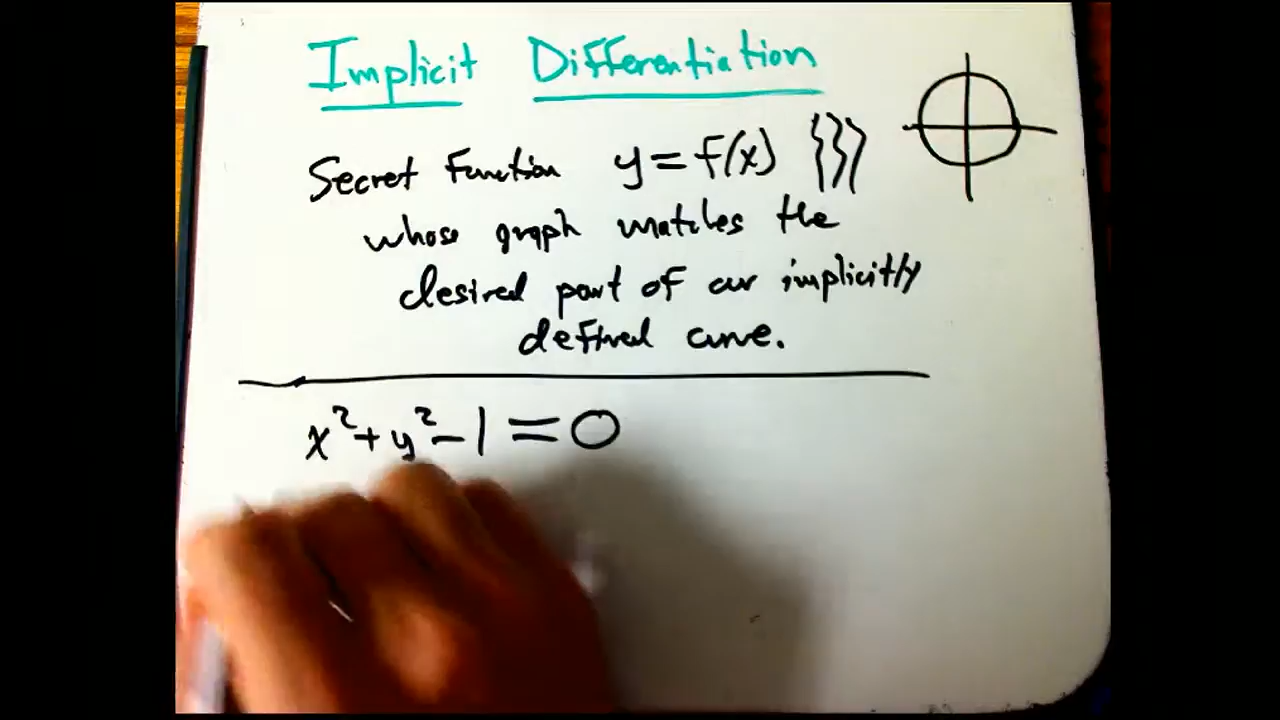 Implicit Differentiation
Secret Function y = f(x)
whose graph matches the
desired part of our implicitly
defined curve.
x² + y² - 1 = 0